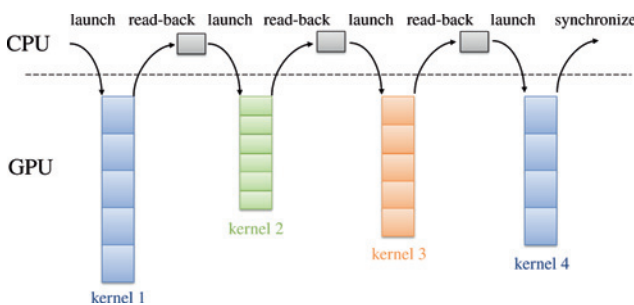 launch read-back launch read-back launch read-back launch synchronize
CPU
GPU
kernel 1
kernel 2
kernel 3
kernel 4